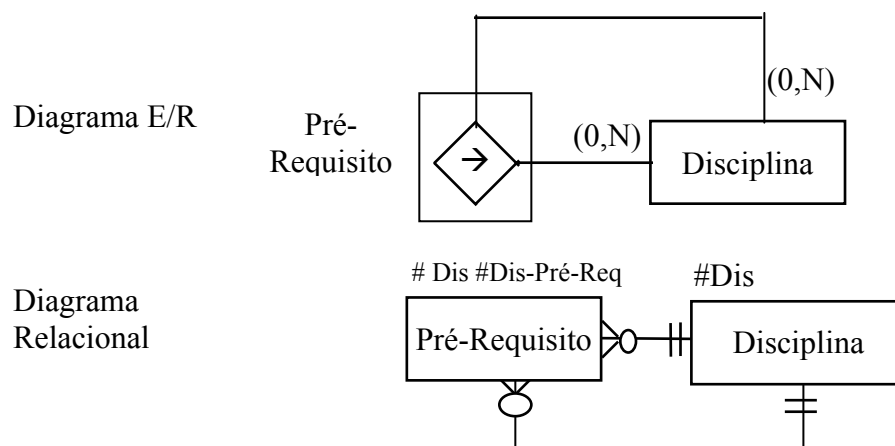 (0,N)
Diagrama E/R
Pré-
Requisito
→
(0,N)
Disciplina
# Dis #Dis-Pré-Req
#Dis
Diagrama
Relacional
Pré-Requisito
Disciplina